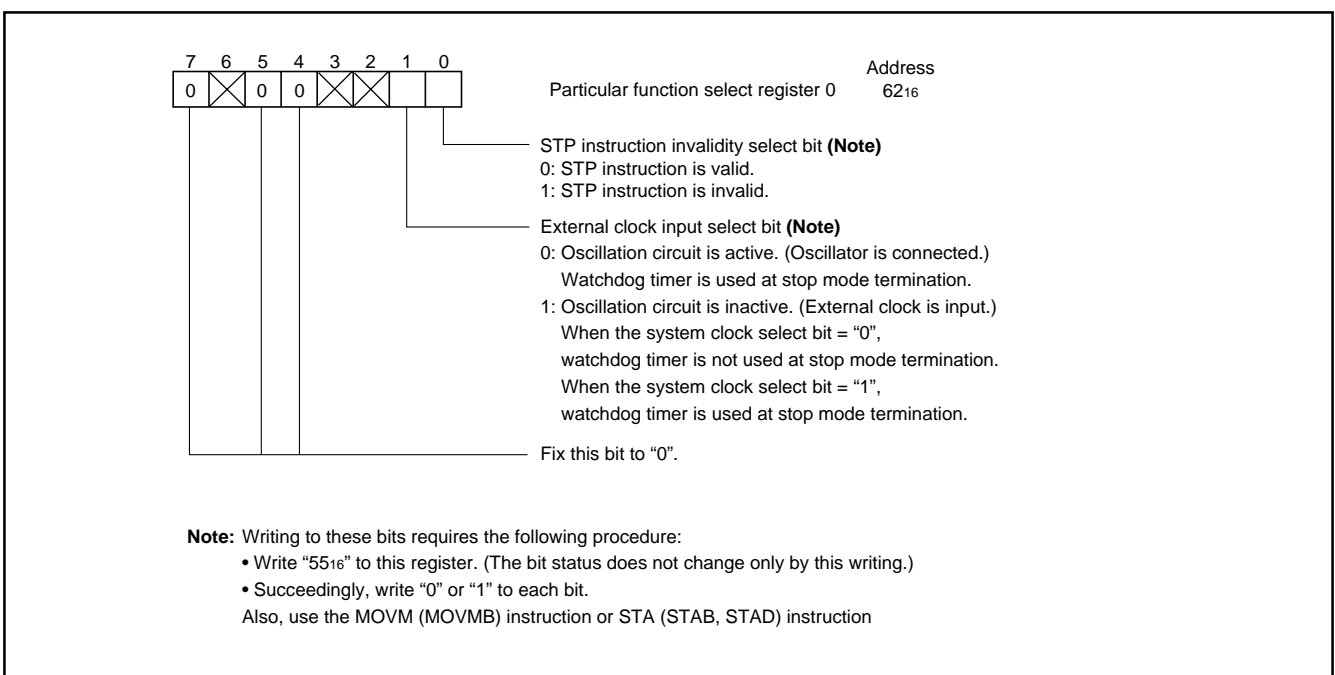 7 6 5 4 3 2 1 0
Address
0 0 0
Particular function select register 0 62₁₆
STP instruction invalidity select bit (Note)
0: STP instruction is valid.
1: STP instruction is invalid.
External clock input select bit (Note)
0: Oscillation circuit is active. (Oscillator is connected.)
Watchdog timer is used at stop mode termination.
1: Oscillation circuit is inactive. (External clock is input.)
When the system clock select bit = “0”,
watchdog timer is not used at stop mode termination.
When the system clock select bit = “1”,
watchdog timer is used at stop mode termination.
Fix this bit to “0”.
Note: Writing to these bits requires the following procedure:
• Write “55₁₆” to this register. (The bit status does not change only by this writing.)
• Succeedingly, write “0” or “1” to each bit.
Also, use the MOVM (MOVMB) instruction or STA (STAB, STAD) instruction